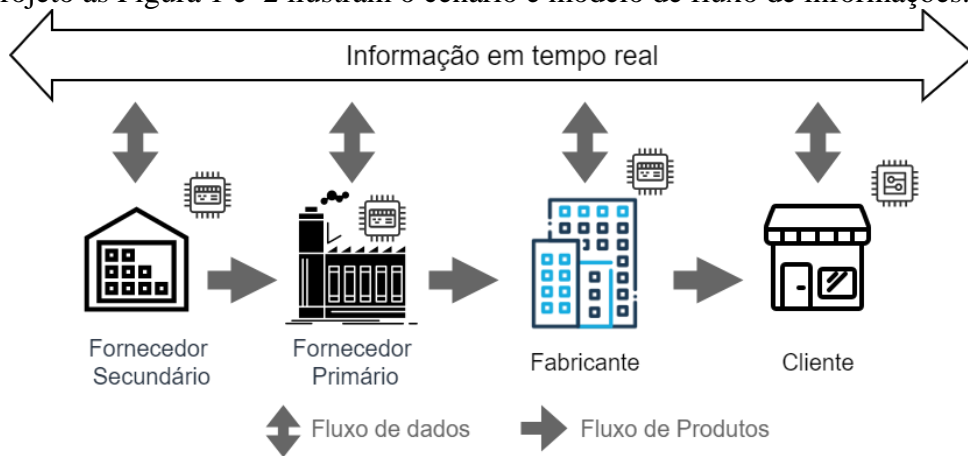 rojeto as Figura 1 e 2 ilustram o cenário e modelo de fluxo de informações.
Informação em tempo real
Fornecedor
Secundário
Fornecedor
Primário
Fabricante
Cliente
Fluxo de dados
Fluxo de Produtos